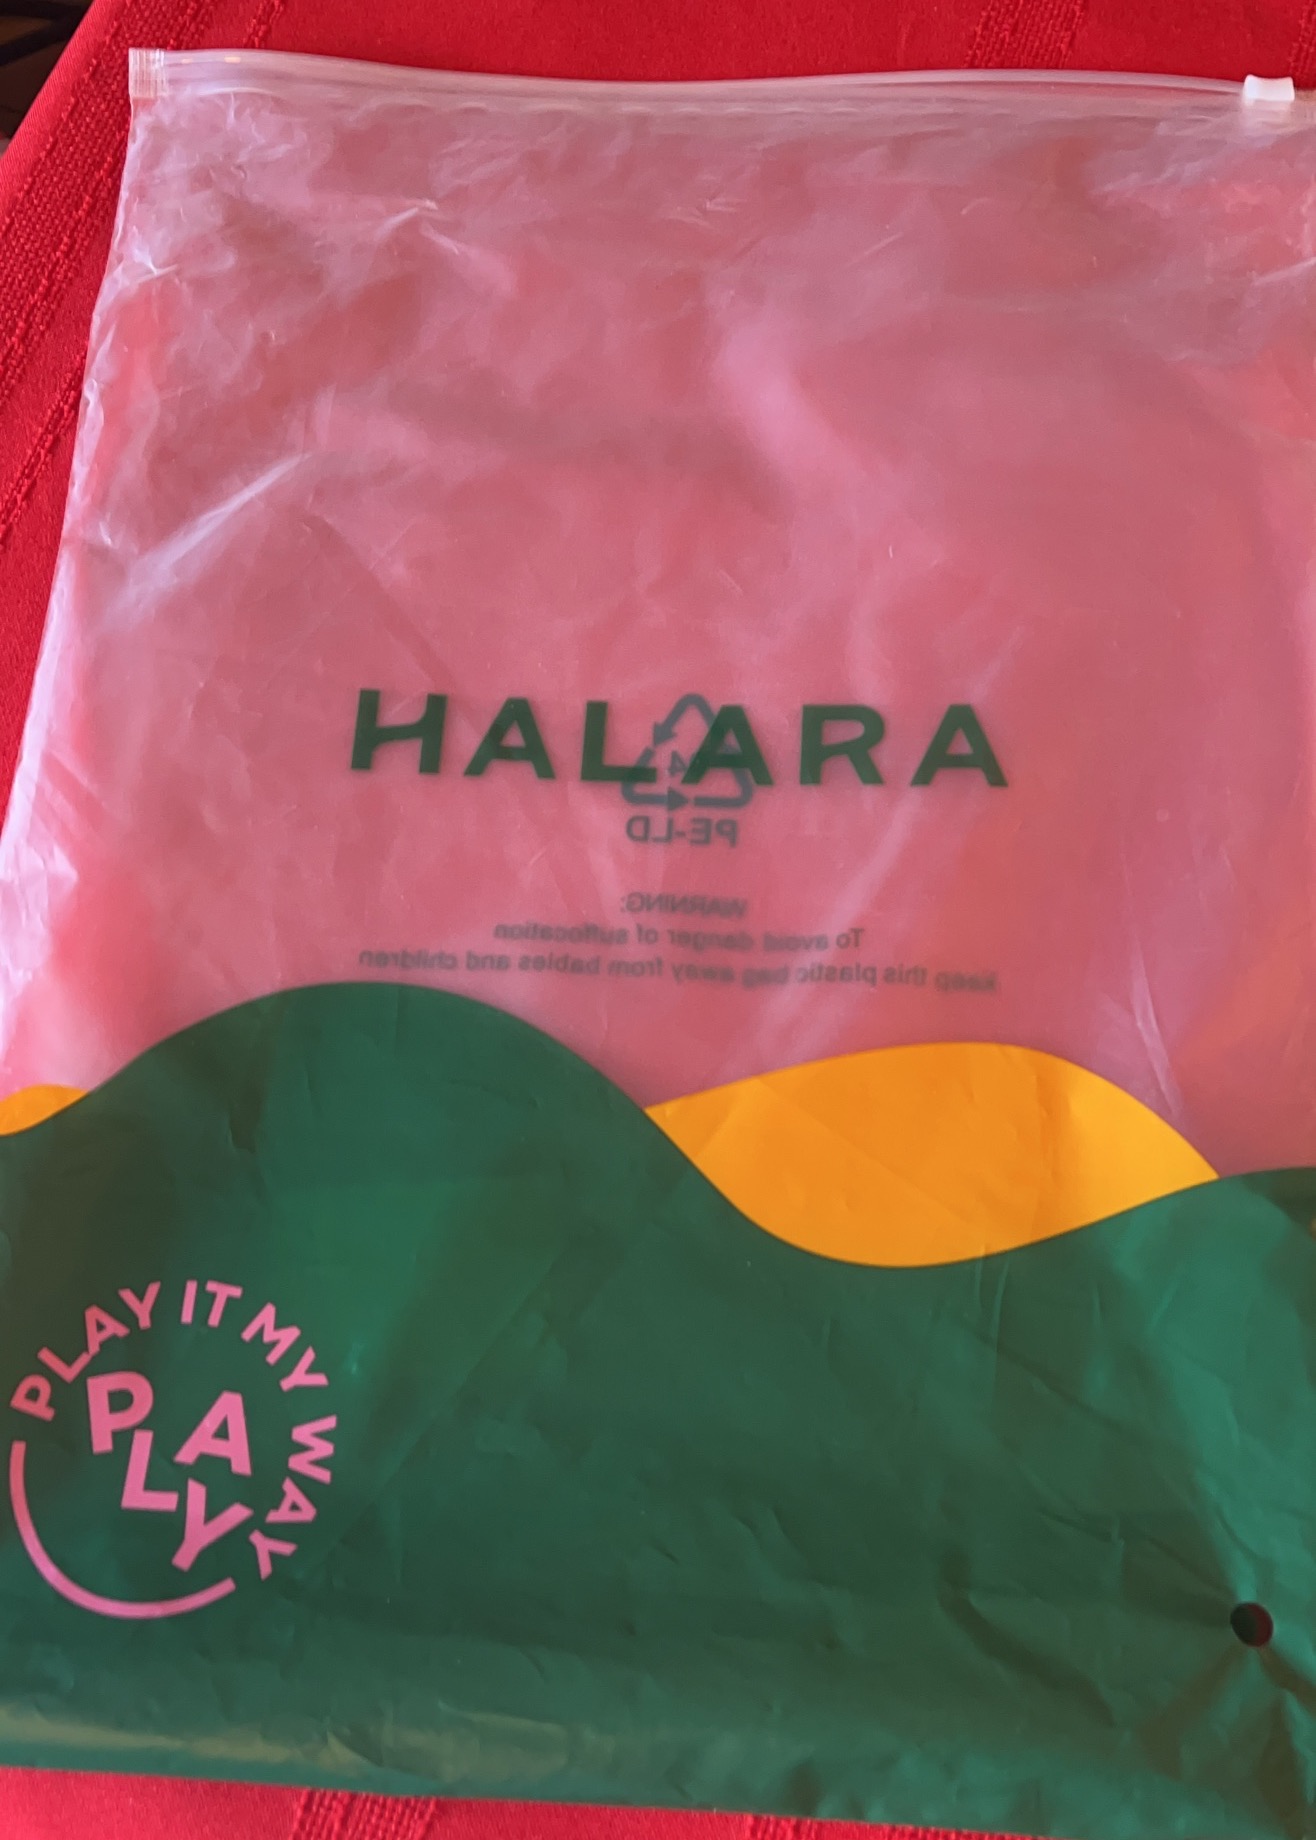 HALARA
4
PE-LD
WARNING:
To avoid danger of suffocation
keep this plastic bag away from babies and children
PLAY IT MY WAY
PLAY